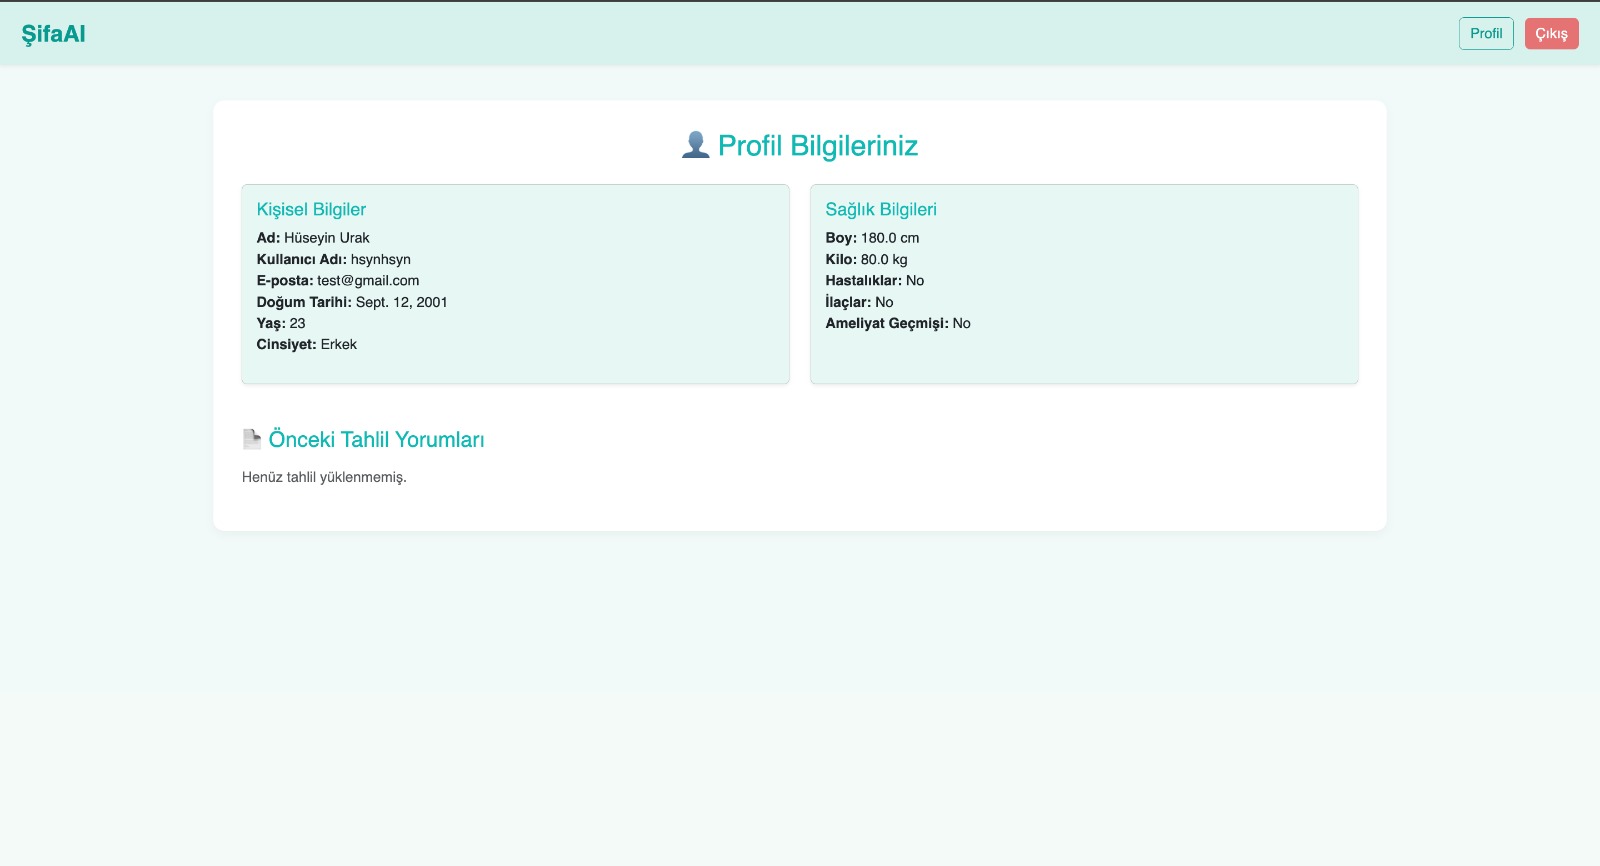 ŞifaAI
Profil
Çıkış
👤 Profil Bilgileriniz
Kişisel Bilgiler
Ad: Hüseyin Urak
Kullanıcı Adı: hsynhsyn
E-posta: test@gmail.com
Doğum Tarihi: Sept. 12, 2001
Yaş: 23
Cinsiyet: Erkek
Sağlık Bilgileri
Boy: 180.0 cm
Kilo: 80.0 kg
Hastalıklar: No
İlaçlar: No
Ameliyat Geçmişi: No
Önceki Tahlil Yorumları
Henüz tahlil yüklenmemiş.